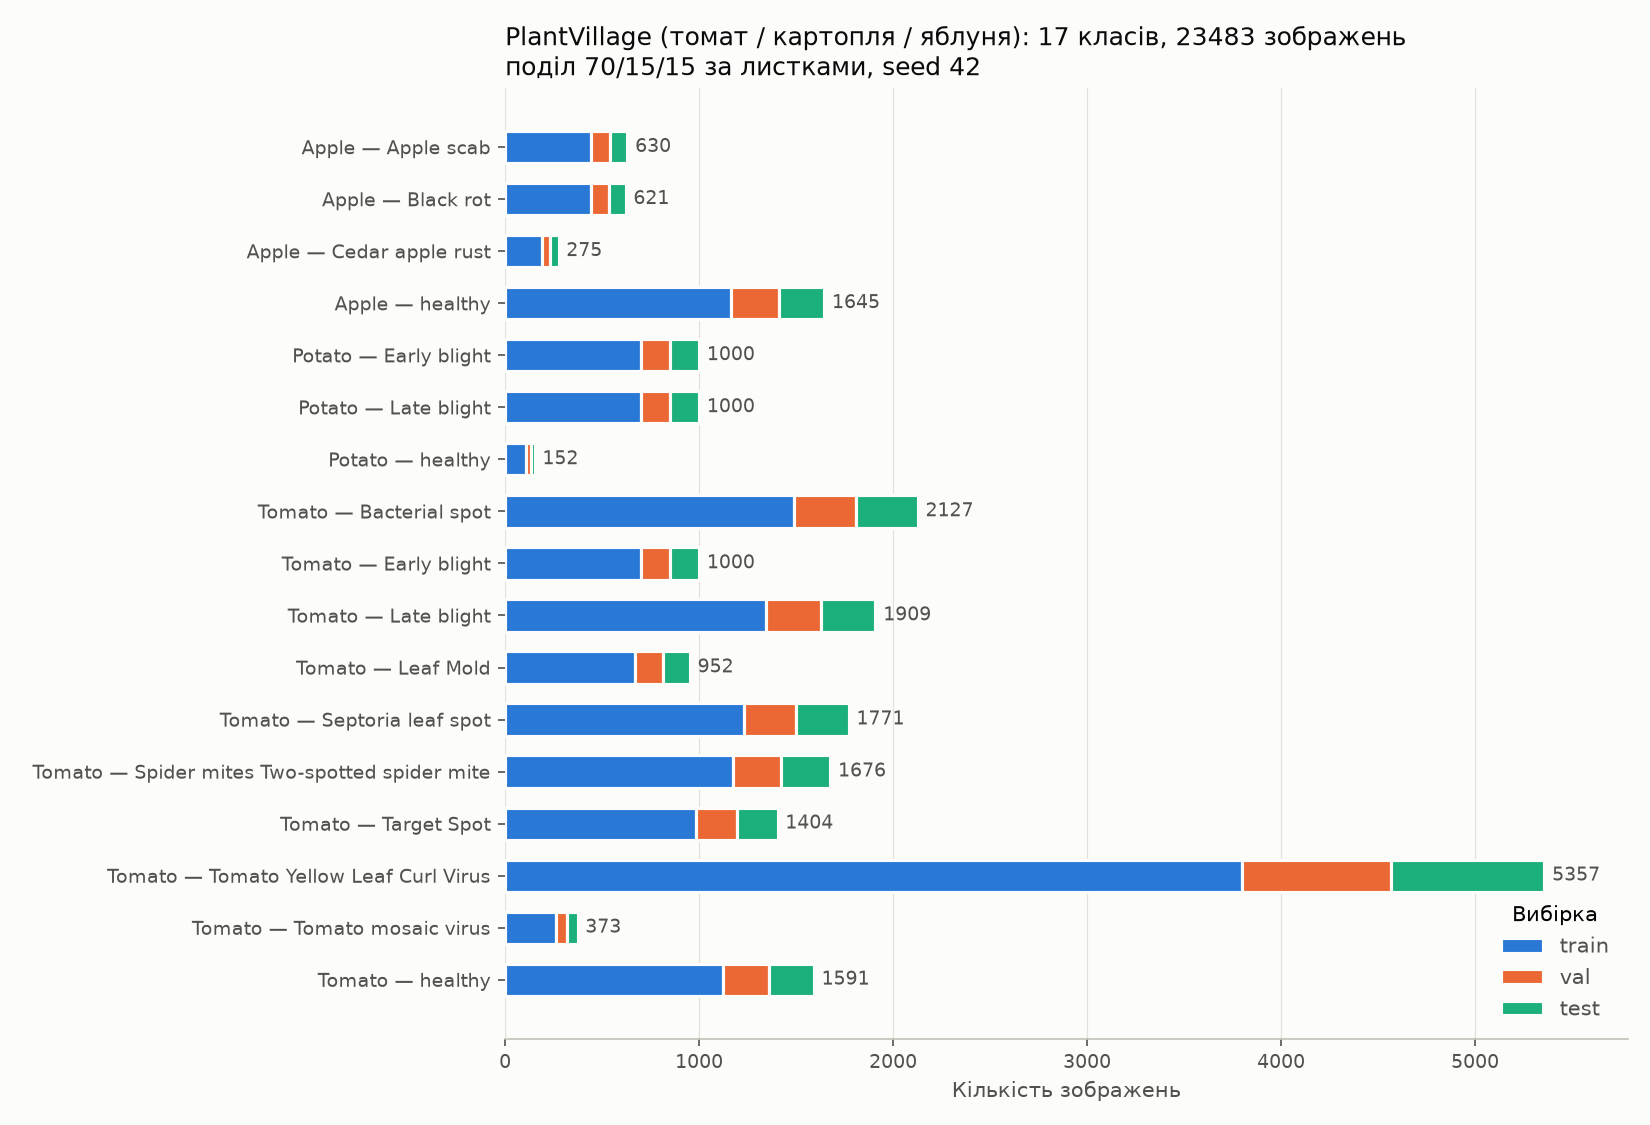 PlantVillage (томат / картопля / яблуня): 17 класів, 23483 зображень
поділ 70/15/15 за листками, seed 42
Apple — Apple scab 630
Apple — Black rot 621
Apple — Cedar apple rust 275
Apple — healthy 1645
Potato — Early blight 1000
Potato — Late blight 1000
Potato — healthy 152
Tomato — Bacterial spot 2127
Tomato — Early blight 1000
Tomato — Late blight 1909
Tomato — Leaf Mold 952
Tomato — Septoria leaf spot 1771
Tomato — Spider mites Two-spotted spider mite 1676
Tomato — Target Spot 1404
Tomato — Tomato Yellow Leaf Curl Virus 5357
Tomato — Tomato mosaic virus 373
Tomato — healthy 1591
Вибірка
train
val
test
0 1000 2000 3000 4000 5000
Кількість зображень